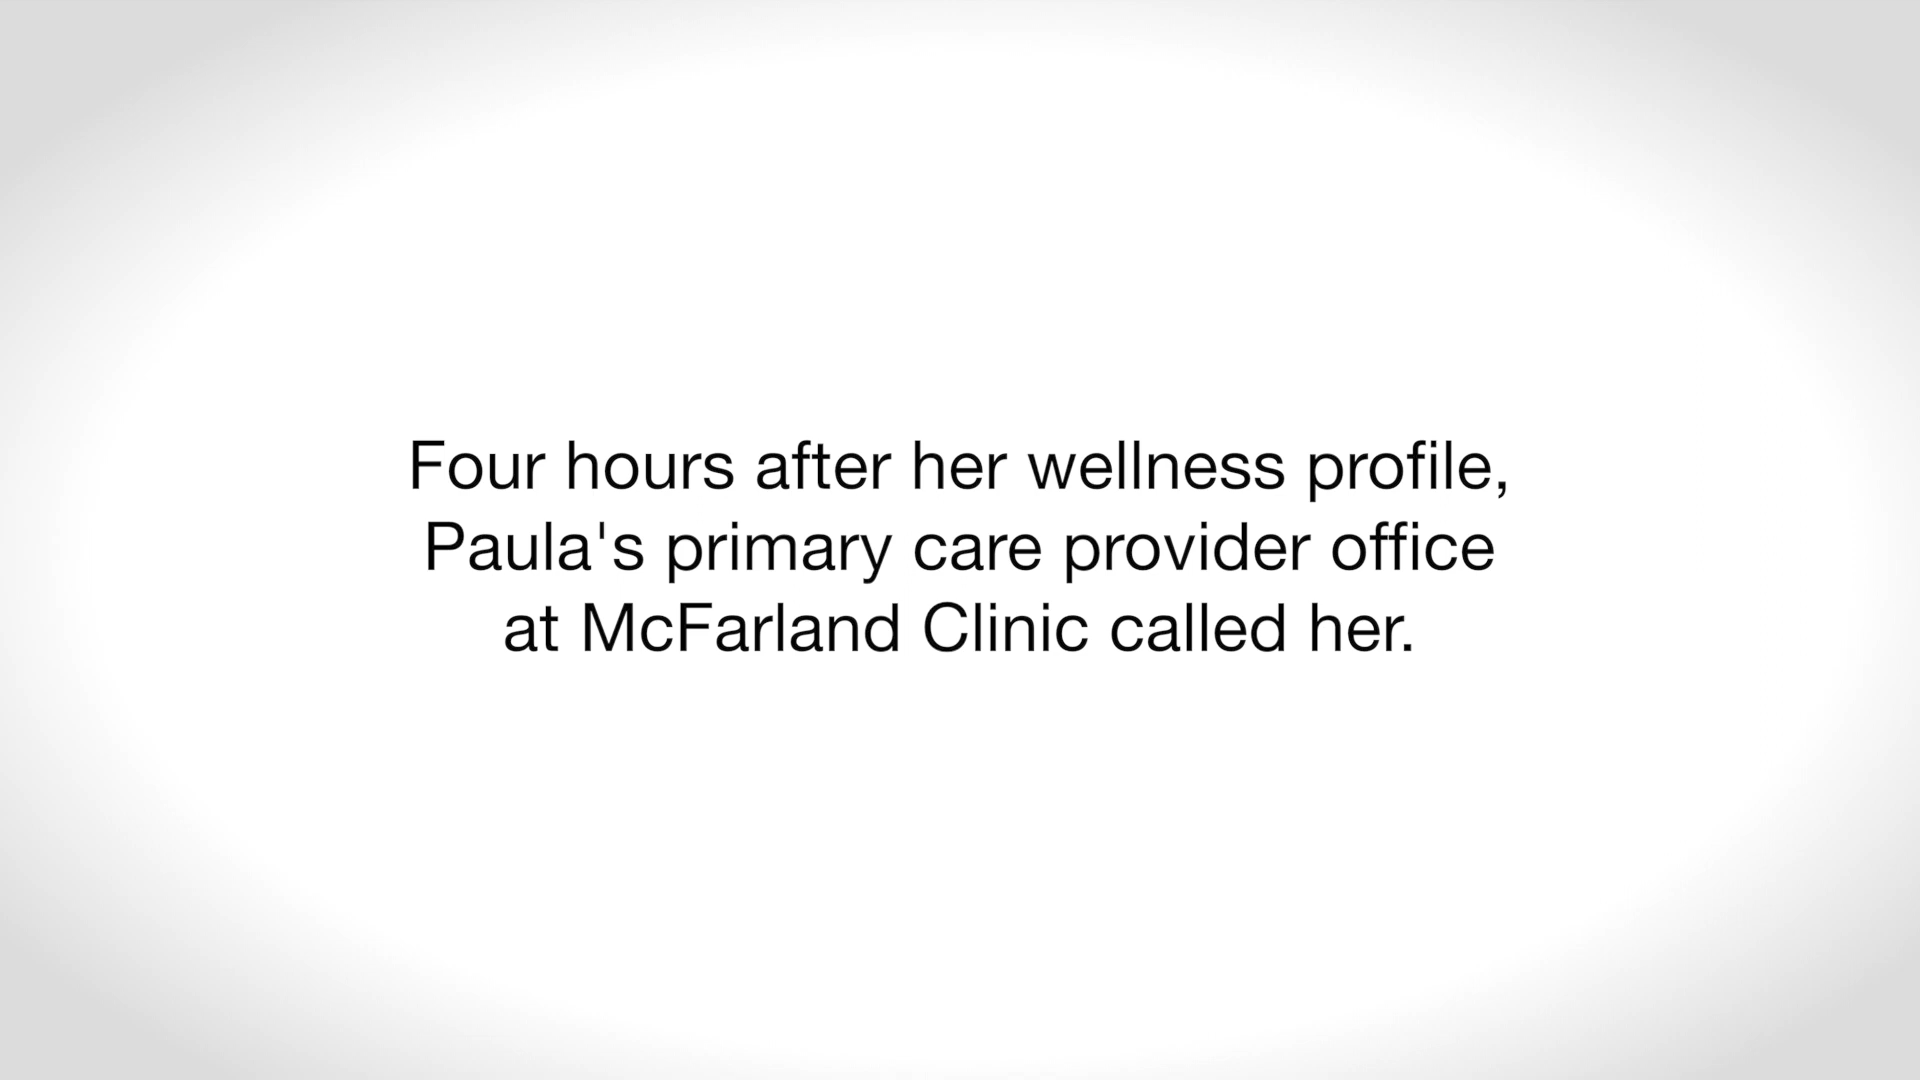 Four hours after her wellness profile,
Paula's primary care provider office
at McFarland Clinic called her.